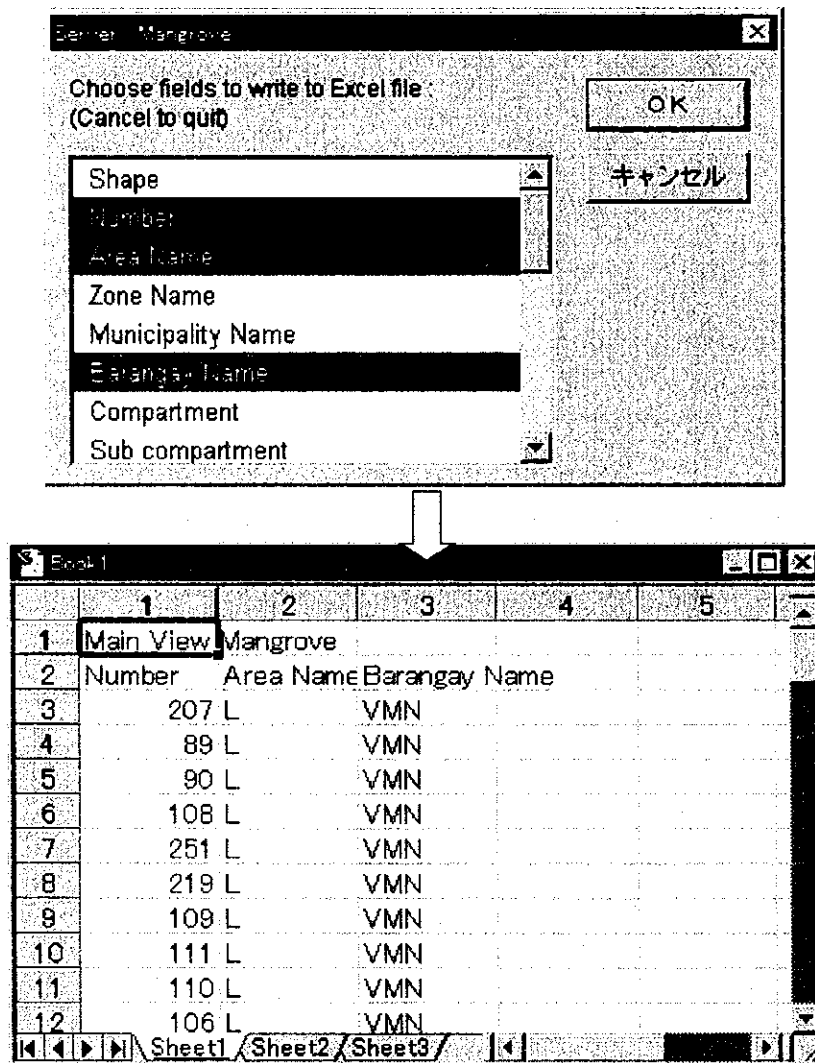 Mangrove
Choose fields to write to Excel file :
(Cancel to quit)
OK
キャンセル
Shape
Number
Area Name
Zone Name
Municipality Name
Barangay Name
Compartment
Sub compartment
Book1
1 2 3 4 5
1 Main View Mangrove
2 Number Area Name Barangay Name
3 207 L VMN
4 89 L VMN
5 90 L VMN
6 108 L VMN
7 251 L VMN
8 219 L VMN
9 109 L VMN
10 111 L VMN
11 110 L VMN
12 106 L VMN
Sheet1 Sheet2 Sheet3